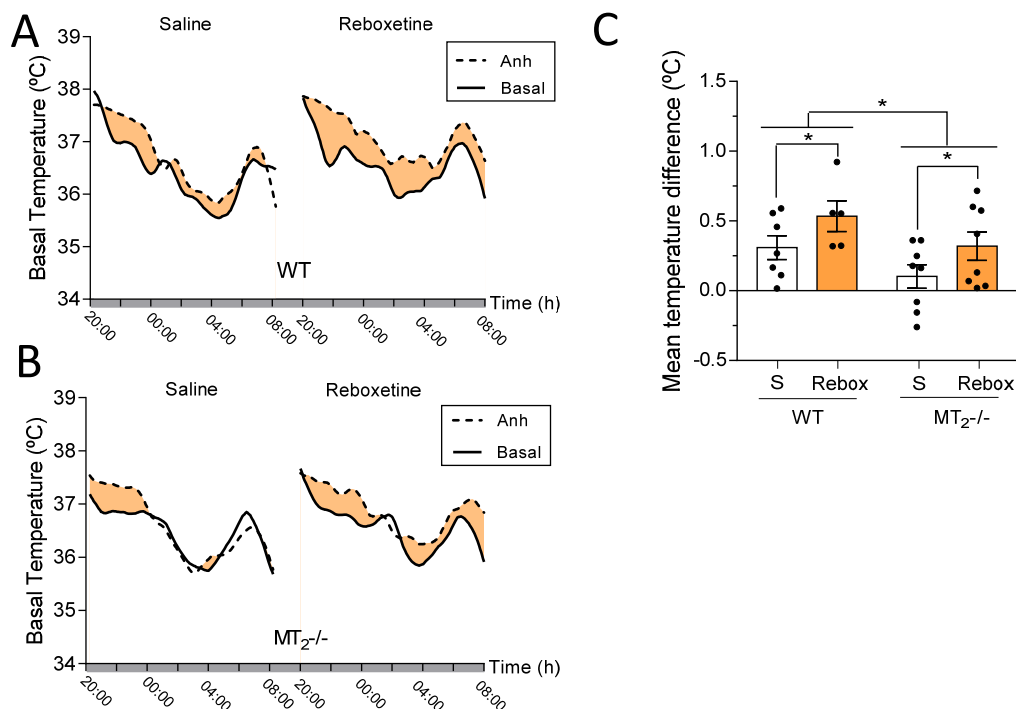 A
Saline
Reboxetine
Basal Temperature (ºC)
39
38
37
36
35
34
Anh
Basal
WT
Time (h)
20:00
00:00
04:00
08:00
20:00
00:00
04:00
08:00
B
Saline
Reboxetine
Basal Temperature (ºC)
39
38
37
36
35
34
Anh
Basal
MT2-/-
Time (h)
20:00
00:00
04:00
08:00
20:00
00:00
04:00
08:00
C
Mean temperature difference (ºC)
1.5
1.0
0.5
0.0
-0.5
*
*
*
S
Rebox
S
Rebox
WT
MT2-/-